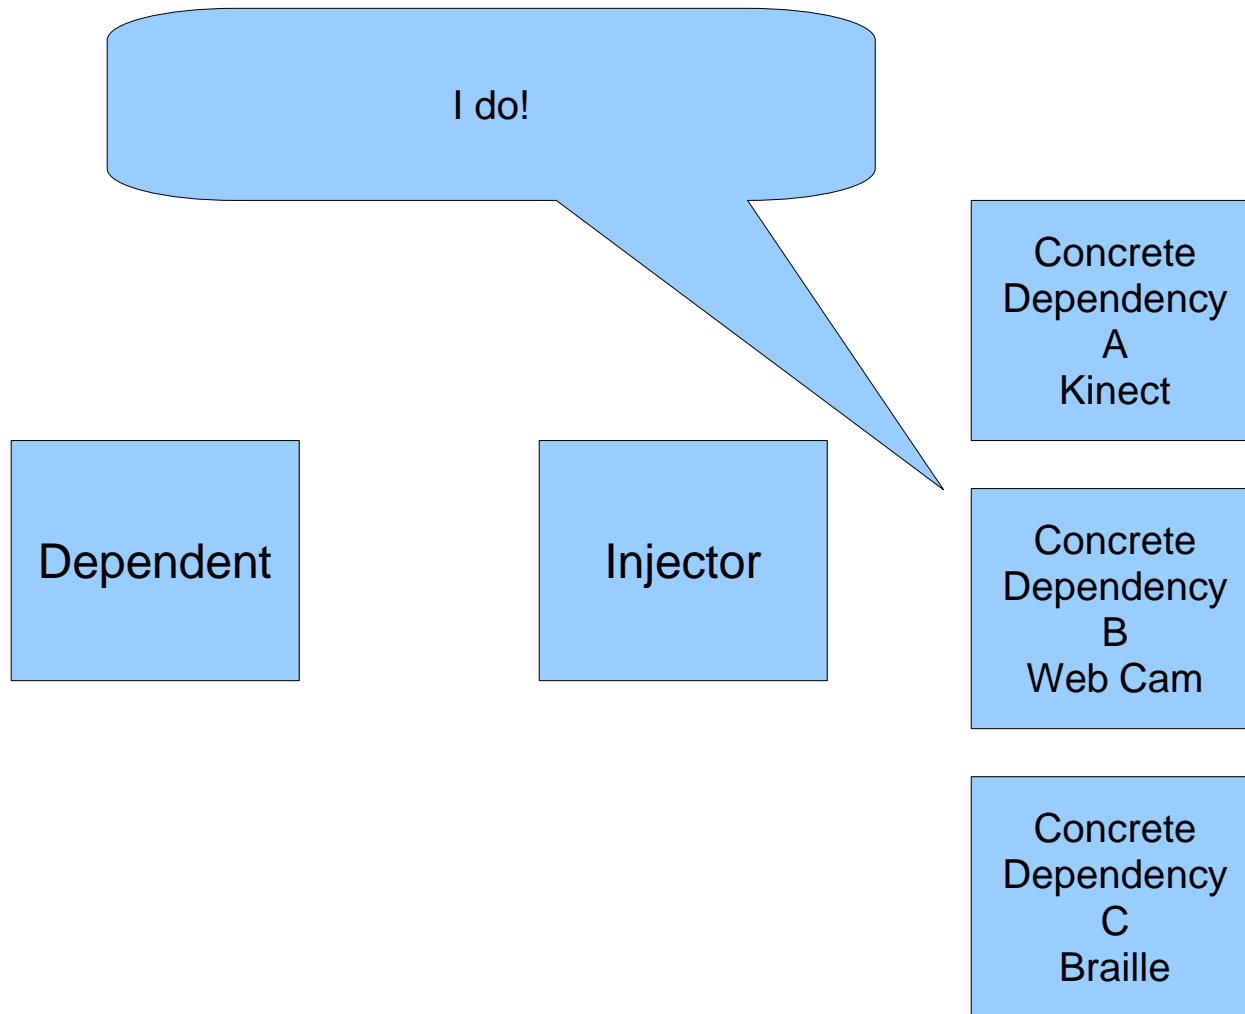 I do!
Concrete
Dependency
A
Kinect
Dependent
Injector
Concrete
Dependency
B
Web Cam
Concrete
Dependency
C
Braille